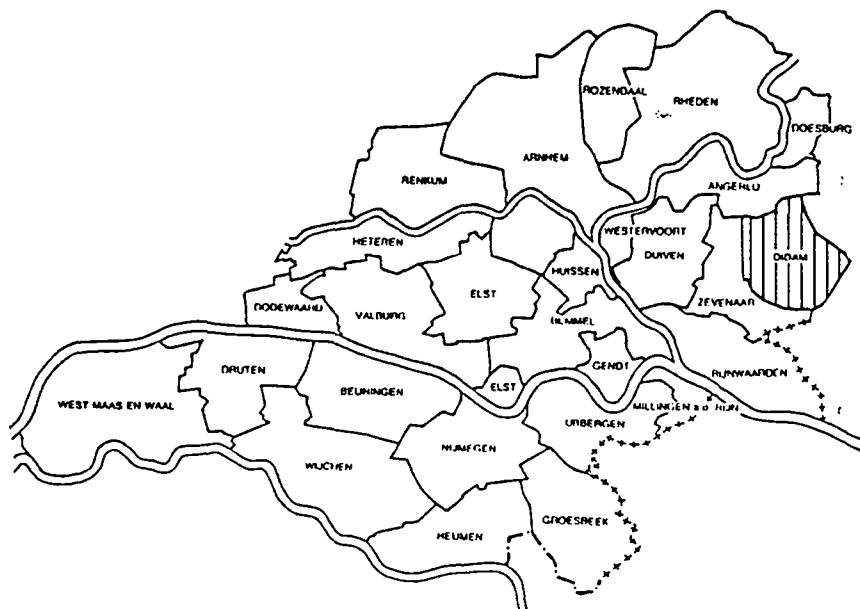 ROZENDAAL
RHEDEN
DOESBURG
ARNHEM
RENKUM
ANGERLO
WESTERVOORT
HETEREN
DUIVEN
DIDAM
HUISSEN
ELST
ZEVENAAR
DODEWAARD
VALBURG
BEMMEL
DRUTEN
GENDT
RIJNWAARDEN
BEUNINGEN
ELST
WEST MAAS EN WAAL
MILLINGEN a.d. RIJN
UBBERGEN
NIJMEGEN
WIJCHEN
GROESBEEK
HEUMEN